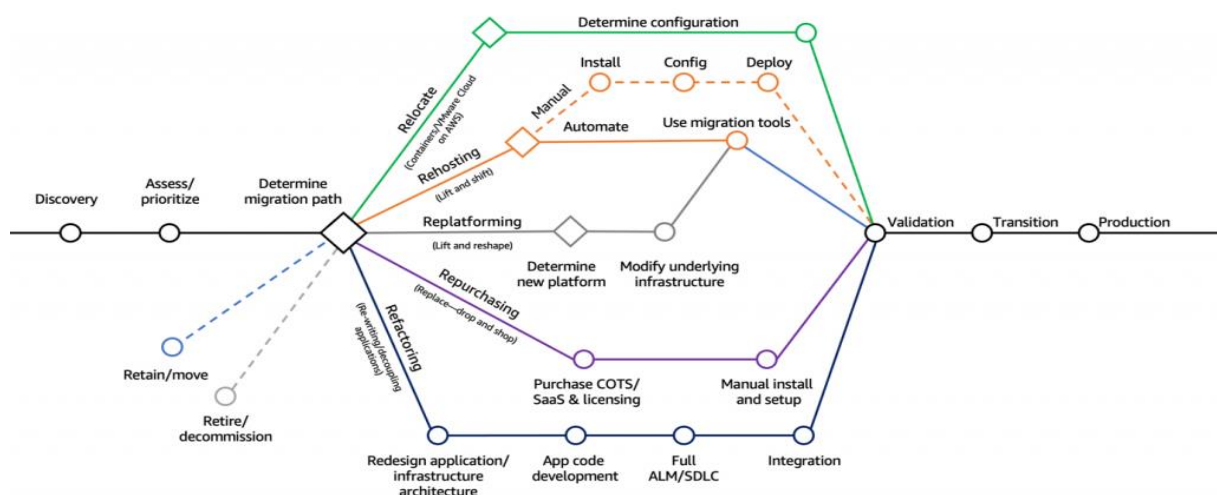 Determine configuration
Install
Config
Deploy
Manual
Relocate
(Containers/VMware Cloud
on AWS)
Automate
Use migration tools
Rehosting
(Lift and shift)
Discovery
Assess/
prioritize
Determine
migration path
Replatforming
(Lift and reshape)
Determine
new platform
Modify underlying
infrastructure
Validation
Transition
Production
Repurchasing
(Replace—drop and shop)
Refactoring
(Re-writing/decoupling
applications)
Retain/move
Retire/
decommission
Purchase COTS/
SaaS & licensing
Manual install
and setup
Redesign application/
infrastructure
architecture
App code
development
Full
ALM/SDLC
Integration